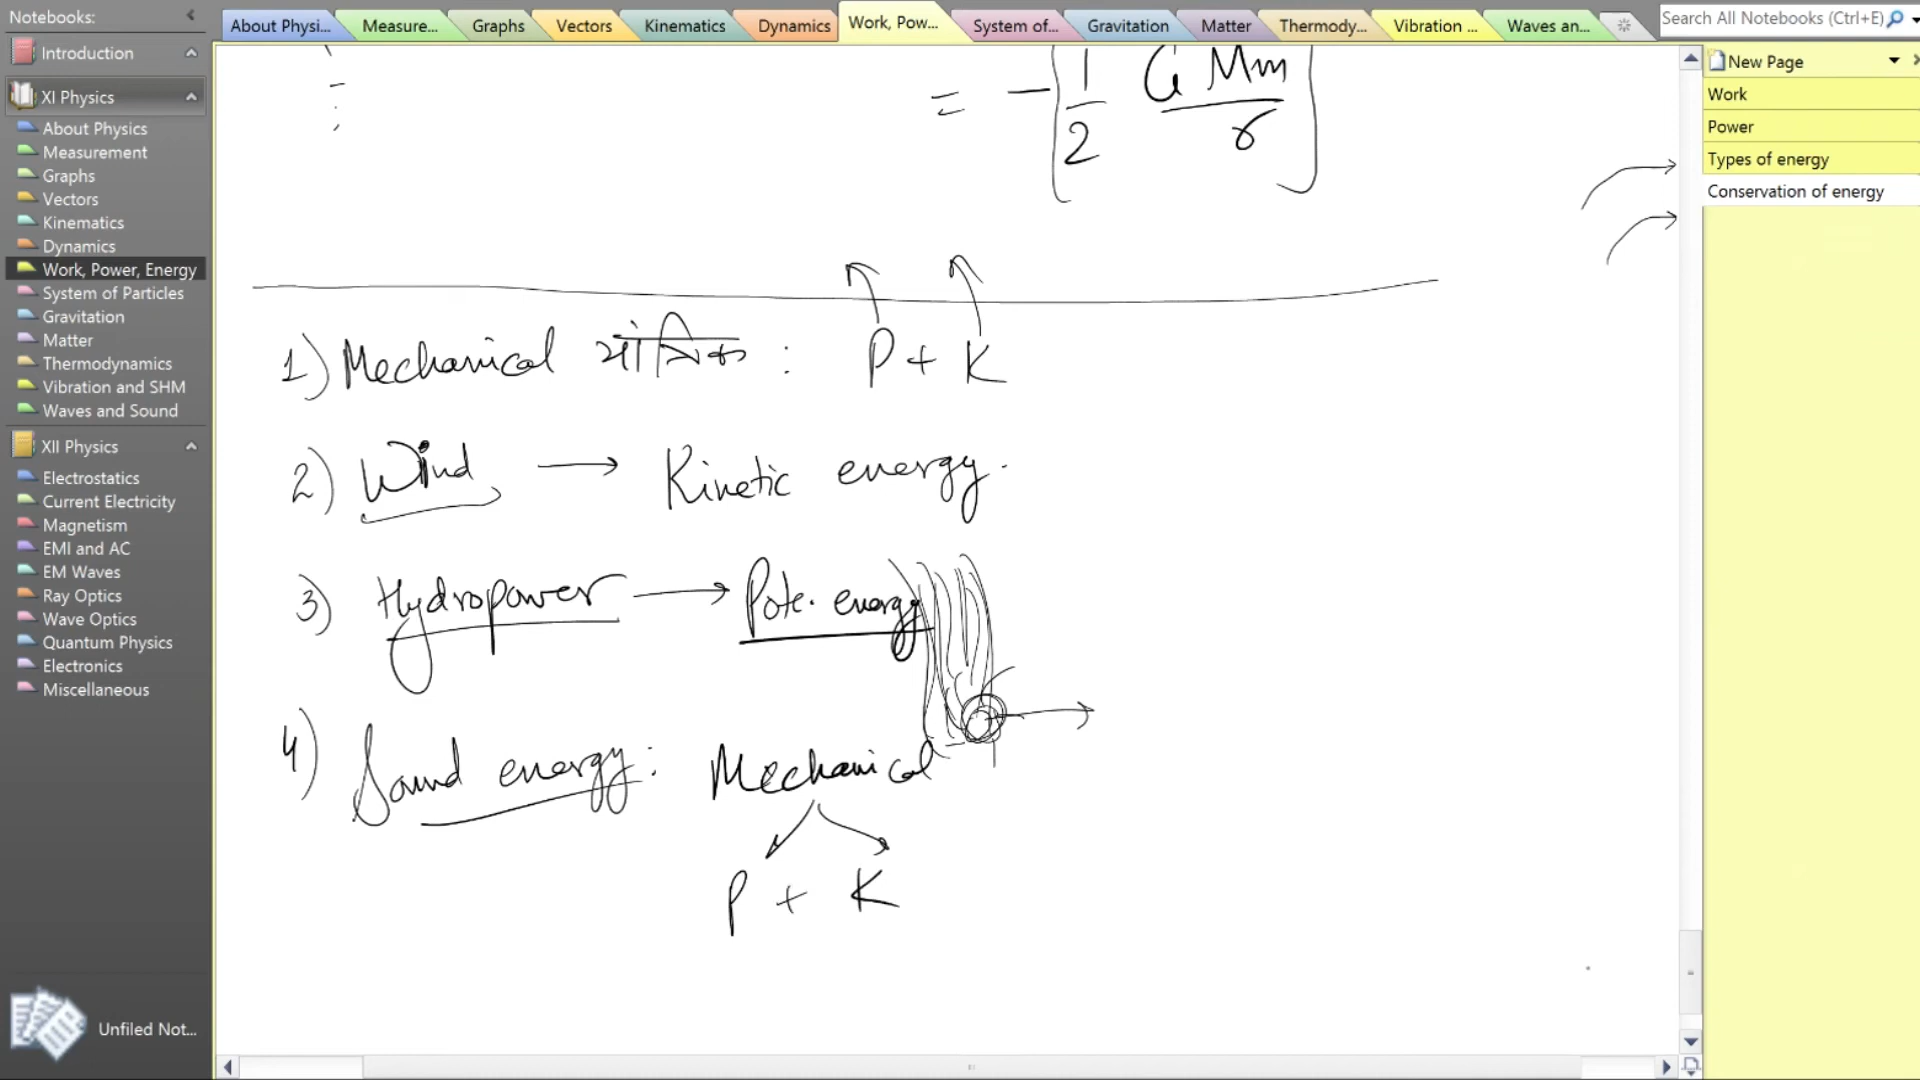 Notebooks:
Introduction
XI Physics
About Physics
Measurement
Graphs
Vectors
Kinematics
Dynamics
Work, Power, Energy
System of Particles
Gravitation
Matter
Thermodynamics
Vibration and SHM
Waves and Sound
XII Physics
Electrostatics
Current Electricity
Magnetism
EMI and AC
EM Waves
Ray Optics
Wave Optics
Quantum Physics
Electronics
Miscellaneous
Unfiled Not...
About Physi... Measure... Graphs Vectors Kinematics Dynamics Work, Pow... System of... Gravitation Matter Thermody... Vibration ... Waves an...
Search All Notebooks (Ctrl+E)
= -[1/2 GMm/r]
1) Mechanical : P + K
2) Wind → Kinetic energy.
3) Hydropower → Pote. energy
4) Sound energy: Mechanical
P + K
New Page
Work
Power
Types of energy
Conservation of energy